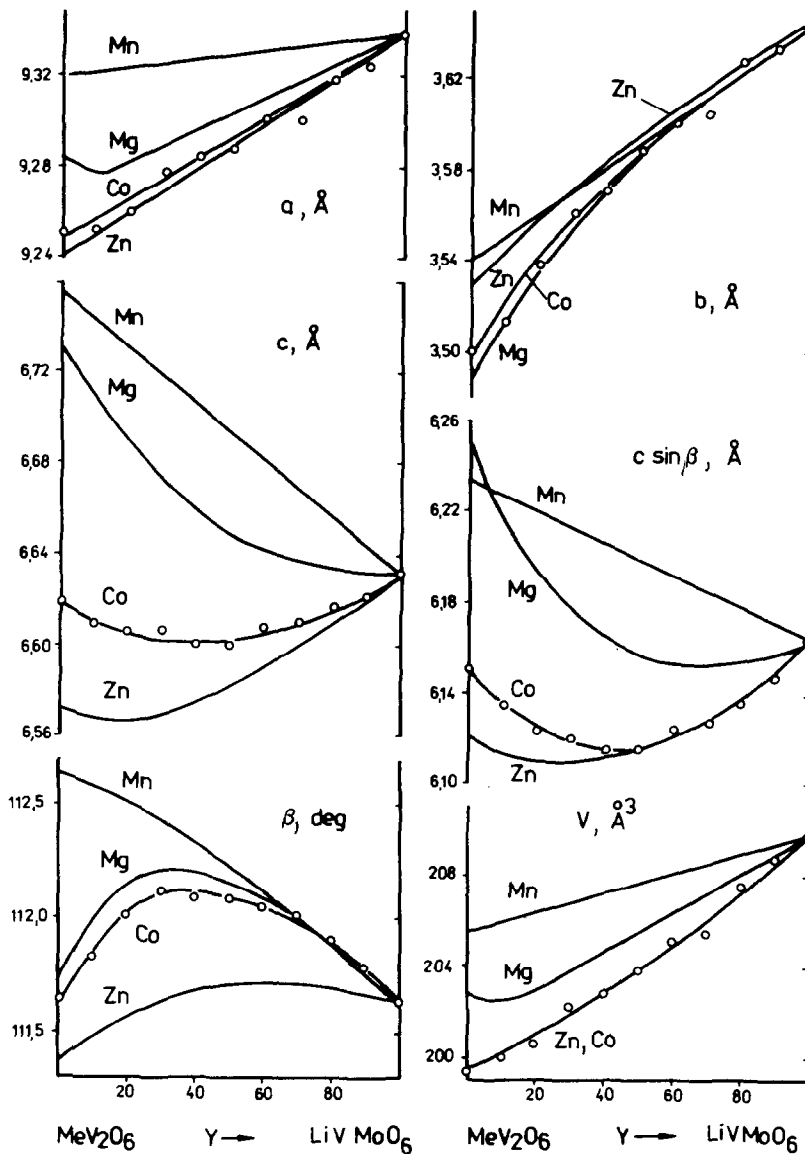 Mn
9,32
Mg
9,28
Co
a, Å
Zn
9,24
3,62
Zn
3,58
Mn
3,54
Zn
Co
b, Å
3,50
Mg
Mn
c, Å
6,72
Mg
6,68
6,64
Co
6,60
Zn
6,56
6,26
c sin β, Å
Mn
6,22
Mg
6,18
Co
6,14
Zn
6,10
Mn
112,5
β, deg
Mg
112,0
Co
Zn
111,5
20 40 60 80
MeV2O6 Y → LiVMoO6
V, Å3
208
Mn
204
Mg
200
Zn, Co
20 40 60 80
MeV2O6 Y → LiVMoO6